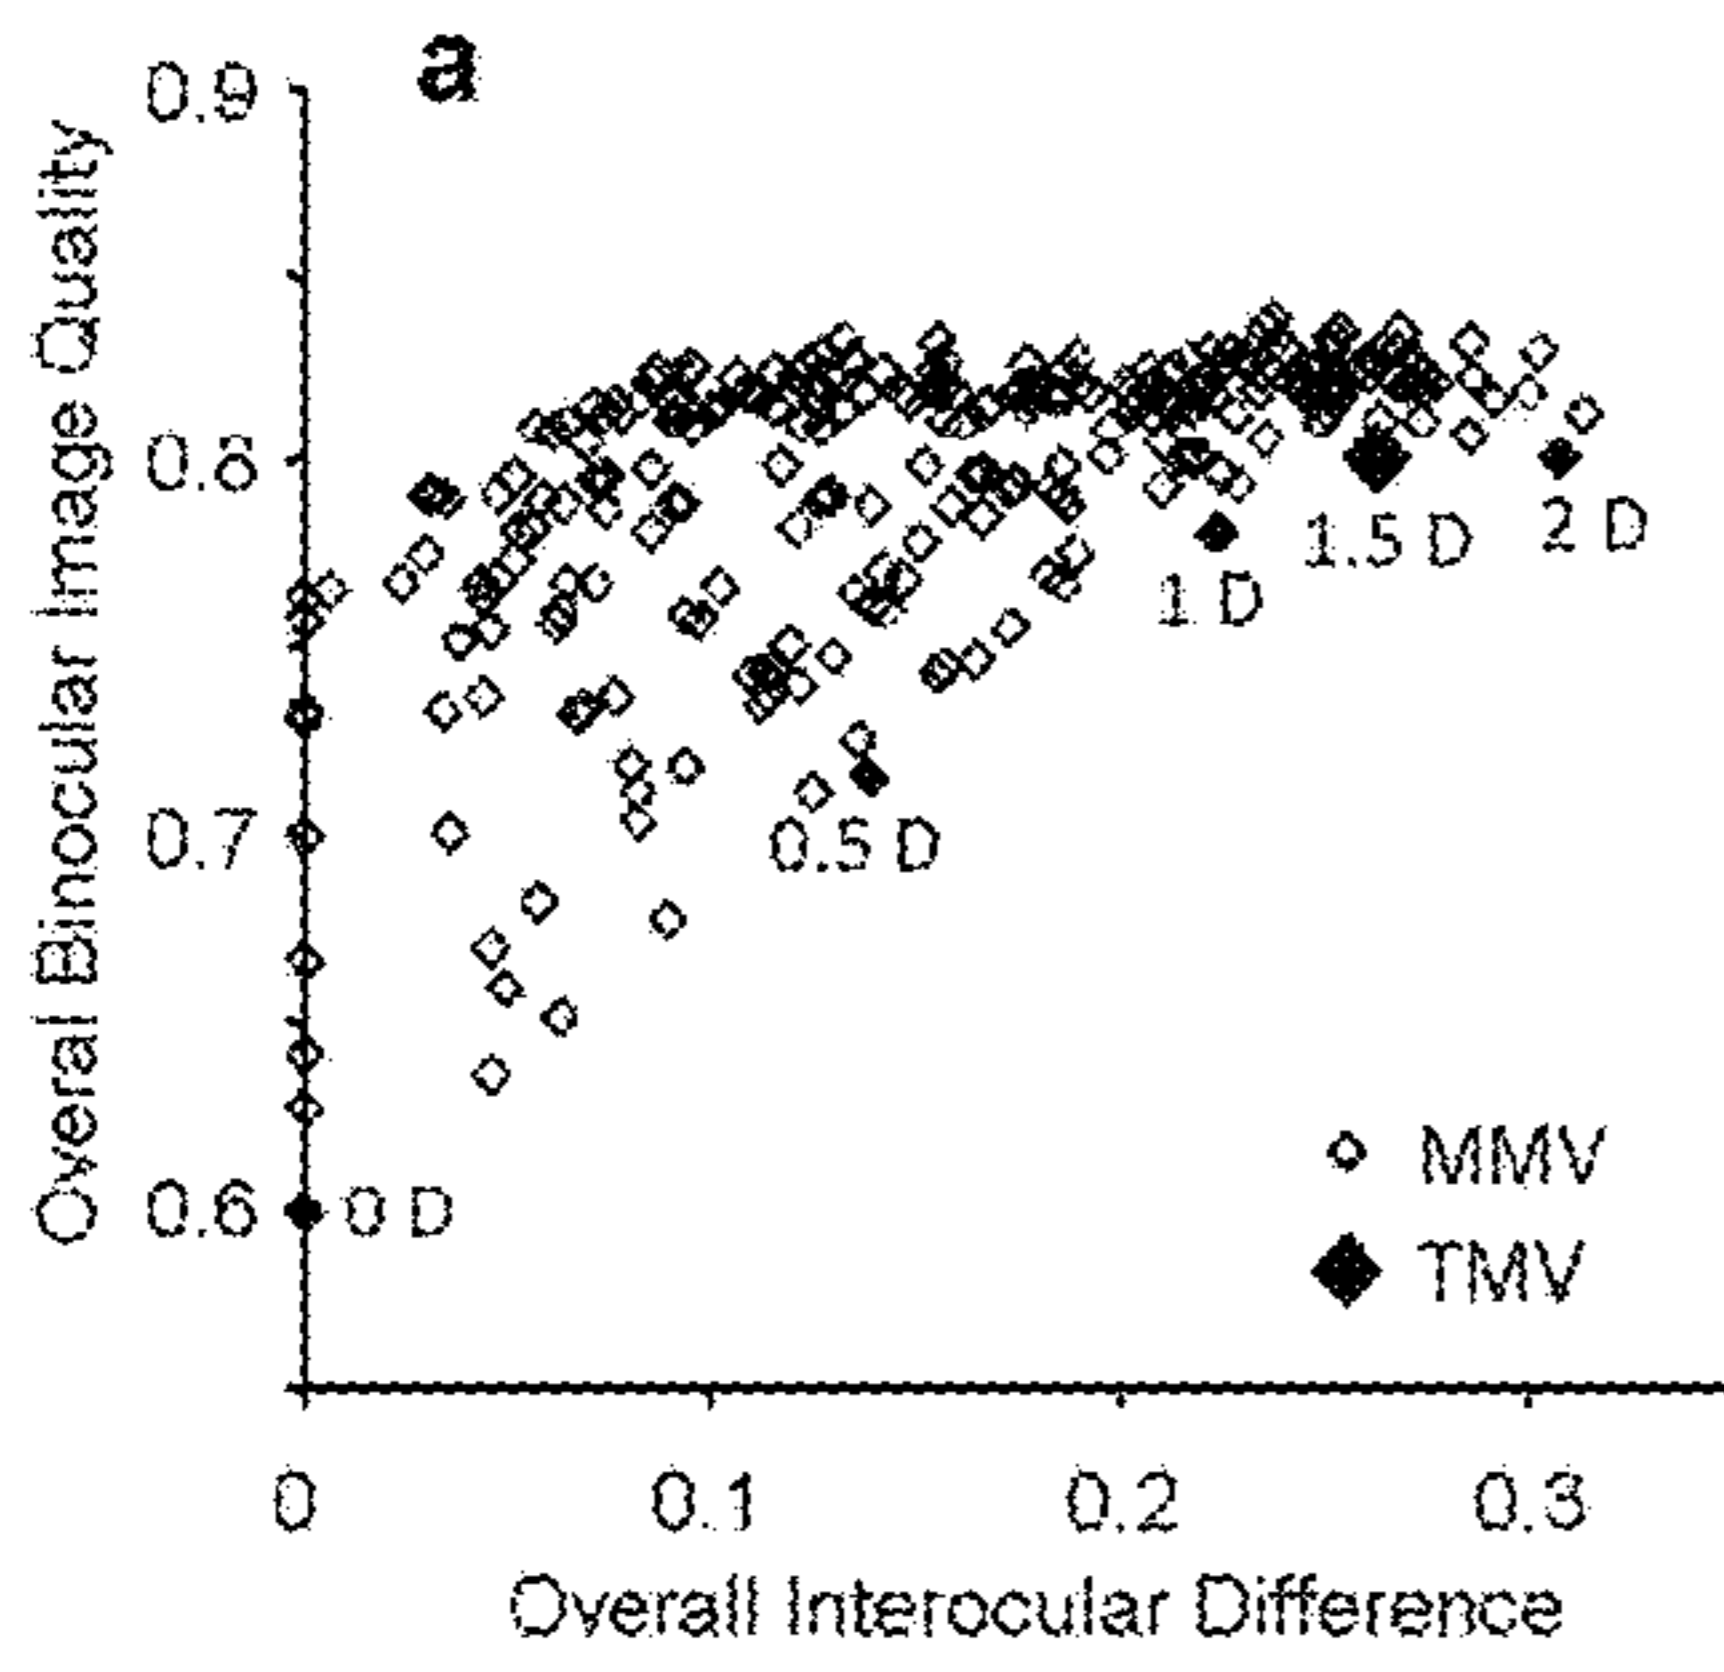 a
Overall Binocular Image Quality
0.9
0.8
0.7
0.6
0 D
0.5 D
1 D
1.5 D
2 D
MMV
TMV
0
0.1
0.2
0.3
Overall Interocular Difference